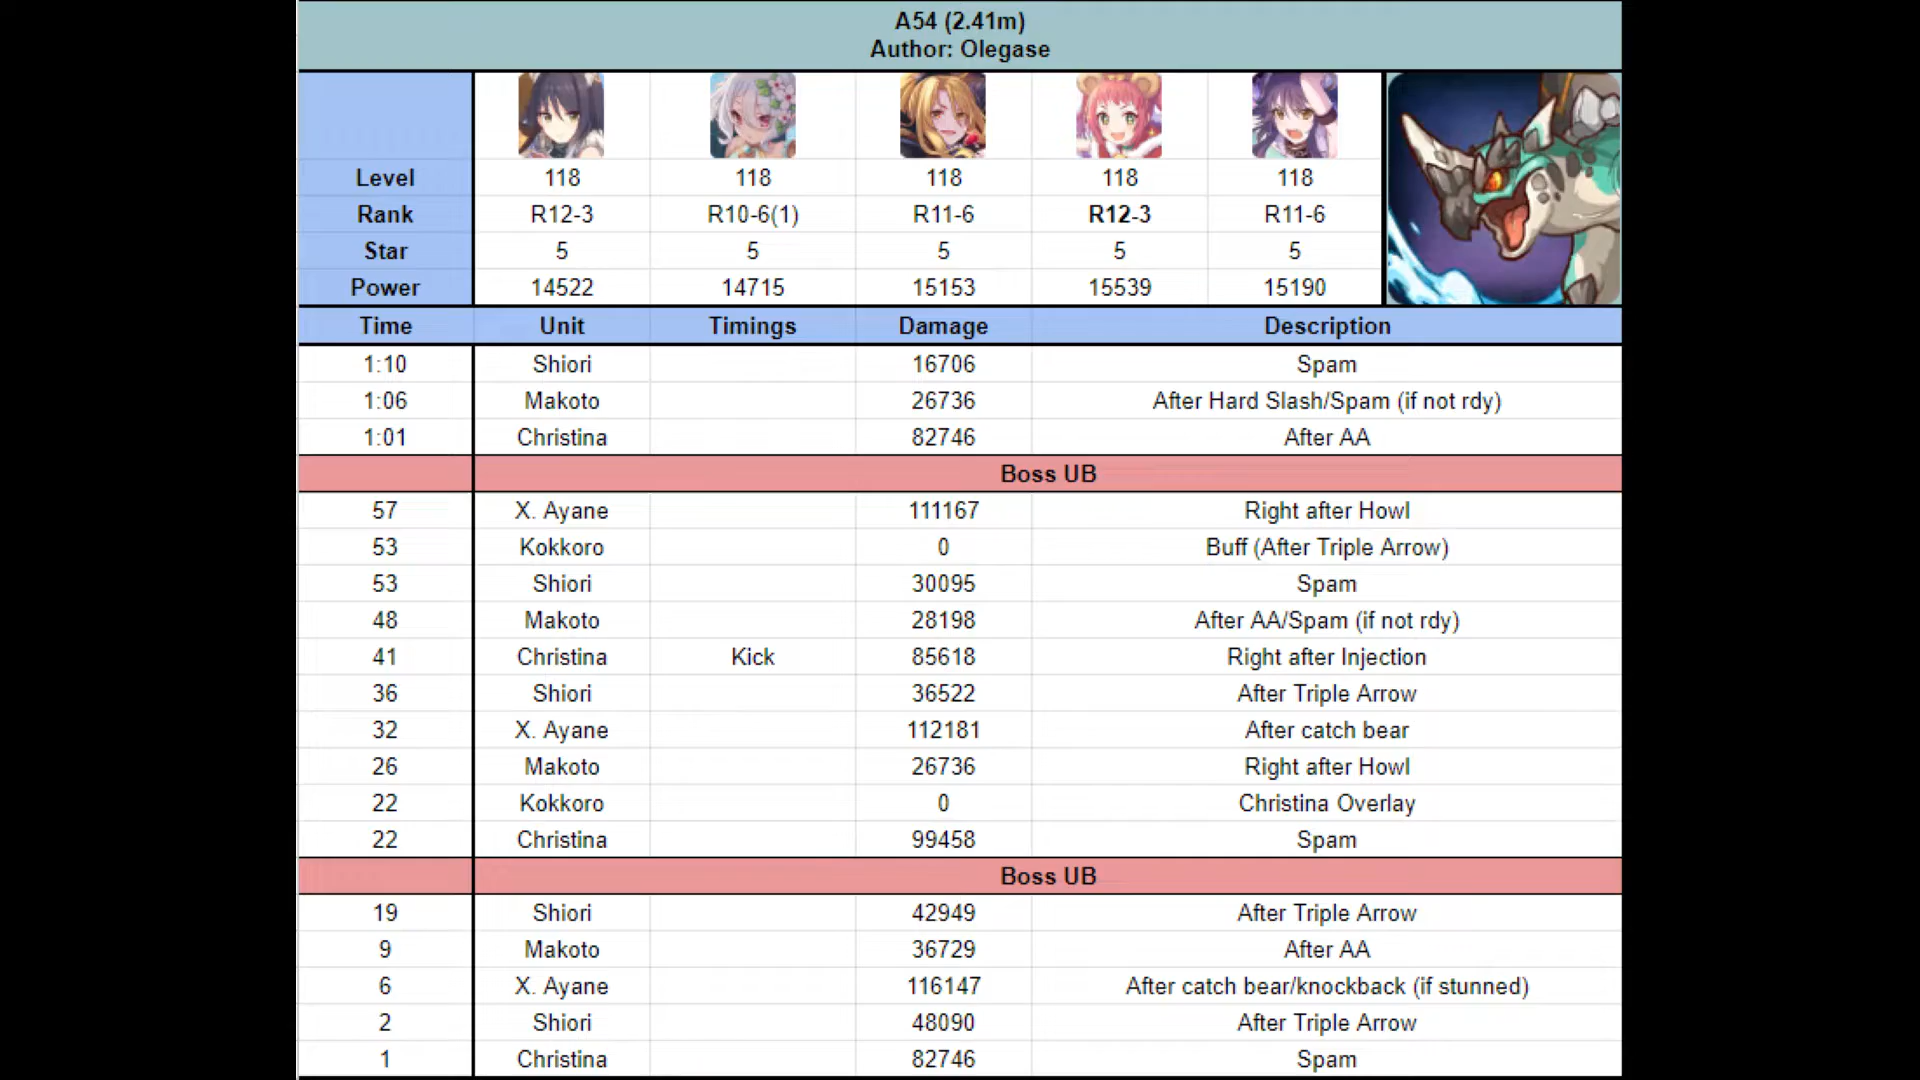 A54 (2.41m)
Author: Olegase
Level 118 118 118 118 118
Rank R12-3 R10-6(1) R11-6 R12-3 R11-6
Star 5 5 5 5 5
Power 14522 14715 15153 15539 15190
Time Unit Timings Damage Description
1:10 Shiori 16706 Spam
1:06 Makoto 26736 After Hard Slash/Spam (if not rdy)
1:01 Christina 82746 After AA
Boss UB
57 X. Ayane 111167 Right after Howl
53 Kokkoro 0 Buff (After Triple Arrow)
53 Shiori 30095 Spam
48 Makoto 28198 After AA/Spam (if not rdy)
41 Christina Kick 85618 Right after Injection
36 Shiori 36522 After Triple Arrow
32 X. Ayane 112181 After catch bear
26 Makoto 26736 Right after Howl
22 Kokkoro 0 Christina Overlay
22 Christina 99458 Spam
Boss UB
19 Shiori 42949 After Triple Arrow
9 Makoto 36729 After AA
6 X. Ayane 116147 After catch bear/knockback (if stunned)
2 Shiori 48090 After Triple Arrow
1 Christina 82746 Spam